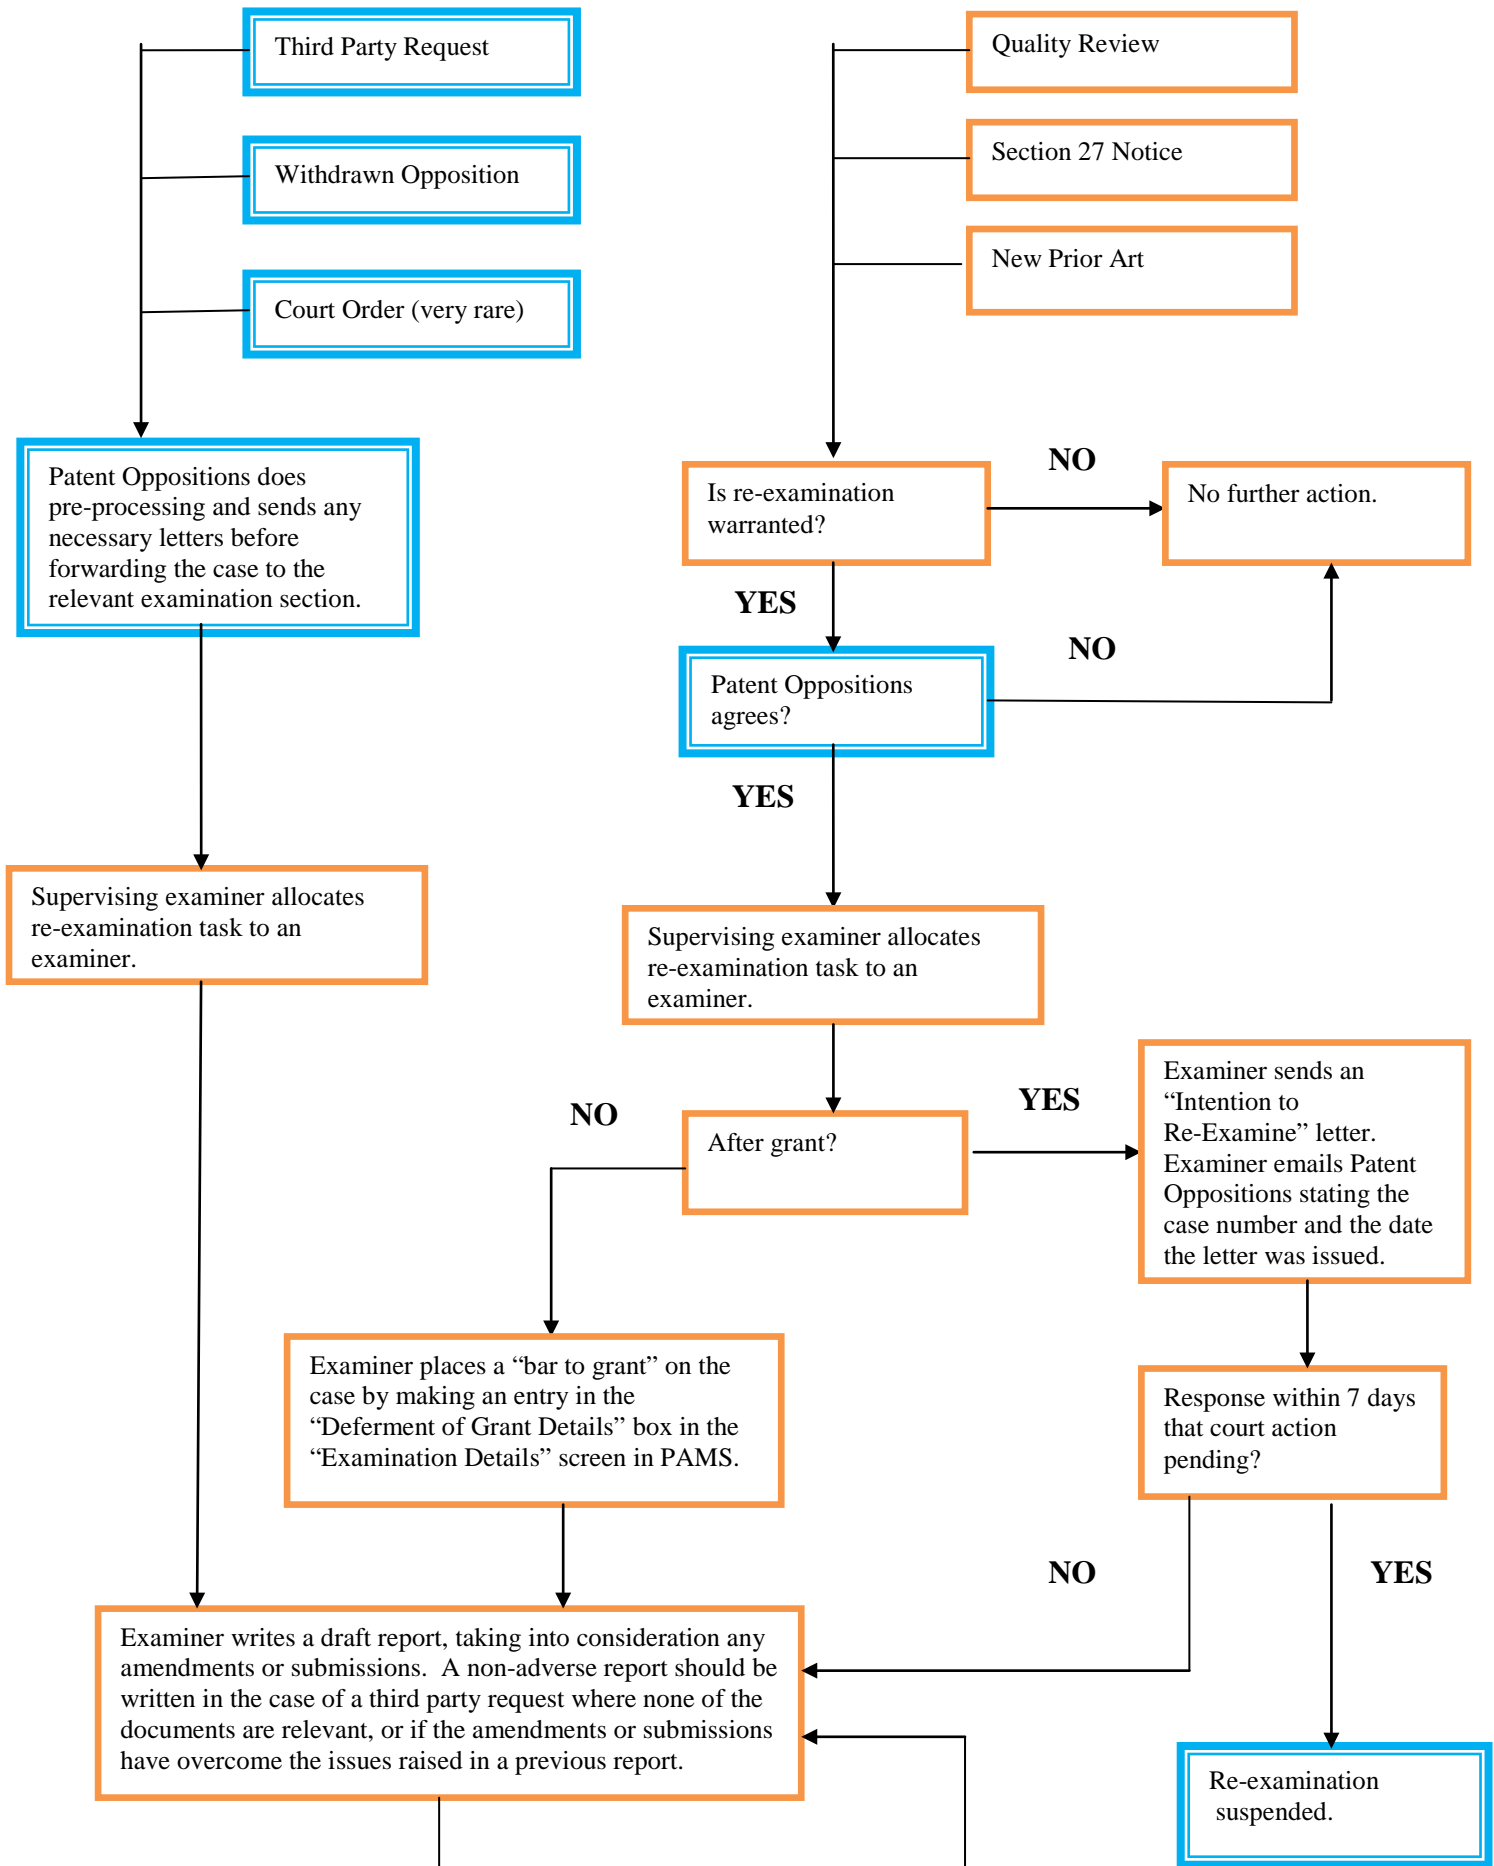 Third Party Request
Withdrawn Opposition
Court Order (very rare)
Patent Oppositions does
pre-processing and sends any
necessary letters before
forwarding the case to the
relevant examination section.
Supervising examiner allocates
re-examination task to an
examiner.
Quality Review
Section 27 Notice
New Prior Art
Is re-examination
warranted?
NO
No further action.
YES
Patent Oppositions
agrees?
NO
YES
Supervising examiner allocates
re-examination task to an
examiner.
After grant?
NO
YES
Examiner sends an
“Intention to
Re-Examine” letter.
Examiner emails Patent
Oppositions stating the
case number and the date
the letter was issued.
Examiner places a “bar to grant” on the
case by making an entry in the
“Deferment of Grant Details” box in the
“Examination Details” screen in PAMS.
Response within 7 days
that court action
pending?
NO
YES
Examiner writes a draft report, taking into consideration any
amendments or submissions.  A non-adverse report should be
written in the case of a third party request where none of the
documents are relevant, or if the amendments or submissions
have overcome the issues raised in a previous report.
Re-examination
suspended.